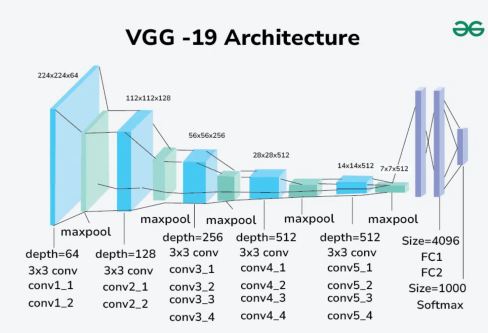 VGG -19 Architecture
224x224x64
112x112x128
56x56x256
28x28x512
14x14x512
7x7x512
maxpool
maxpool
maxpool
maxpool
maxpool
depth=64
3x3 conv
conv1_1
conv1_2
depth=128
3x3 conv
conv2_1
conv2_2
depth=256
3x3 conv
conv3_1
conv3_2
conv3_3
conv3_4
depth=512
3x3 conv
conv4_1
conv4_2
conv4_3
conv4_4
depth=512
3x3 conv
conv5_1
conv5_2
conv5_3
conv5_4
Size=4096
FC1
FC2
Size=1000
Softmax